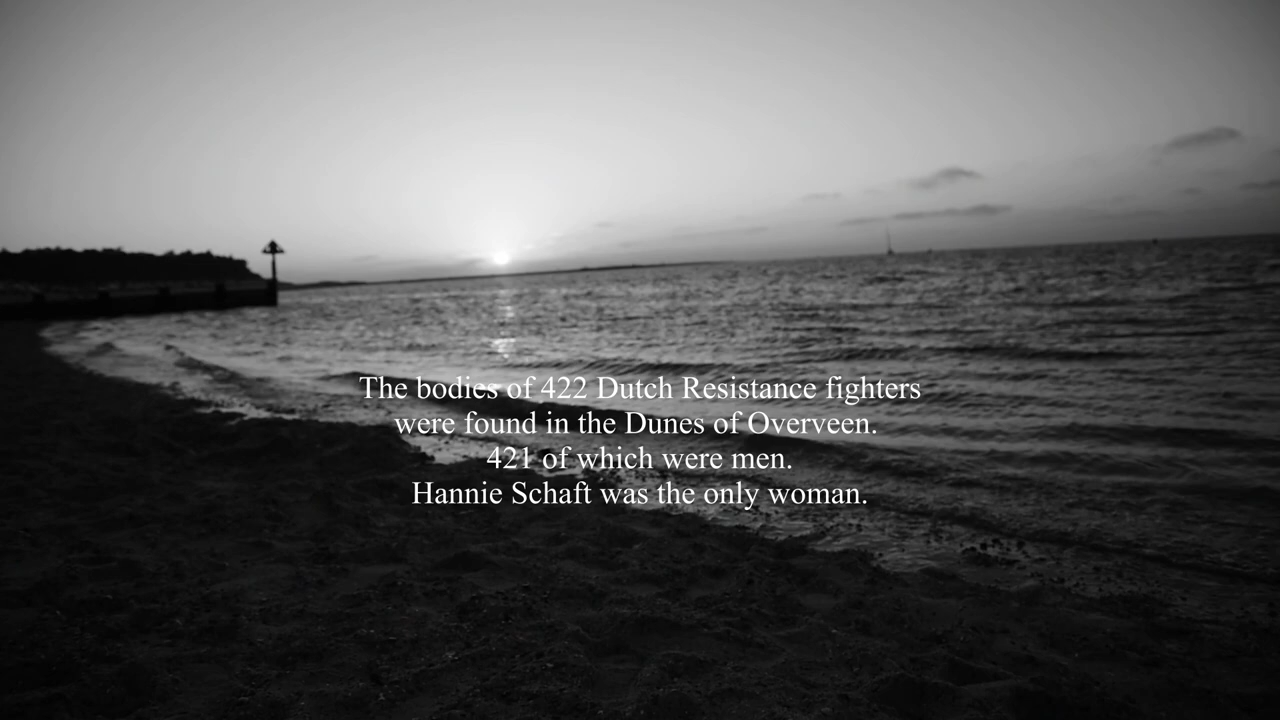 The bodies of 422 Dutch Resistance fighters
were found in the Dunes of Overveen.
421 of which were men.
Hannie Schaft was the only woman.